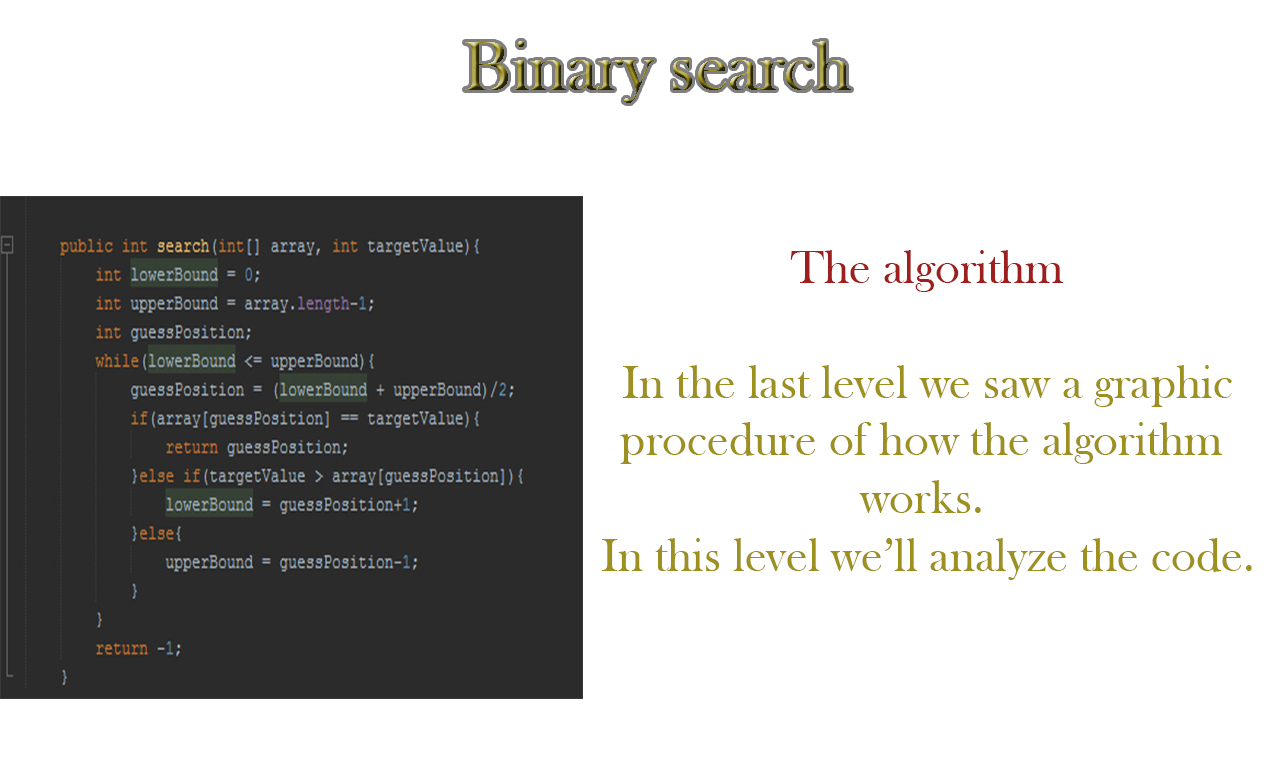 Binary search
public int search(int[] array, int targetValue){
int lowerBound = 0;
int upperBound = array.length-1;
int guessPosition;
while(lowerBound <= upperBound){
guessPosition = (lowerBound + upperBound)/2;
if(array[guessPosition] == targetValue){
return guessPosition;
}else if(targetValue > array[guessPosition]){
lowerBound = guessPosition+1;
}else{
upperBound = guessPosition-1;
}
}
return -1;
}
The algorithm
In the last level we saw a graphic
procedure of how the algorithm
works.
In this level we’ll analyze the code.